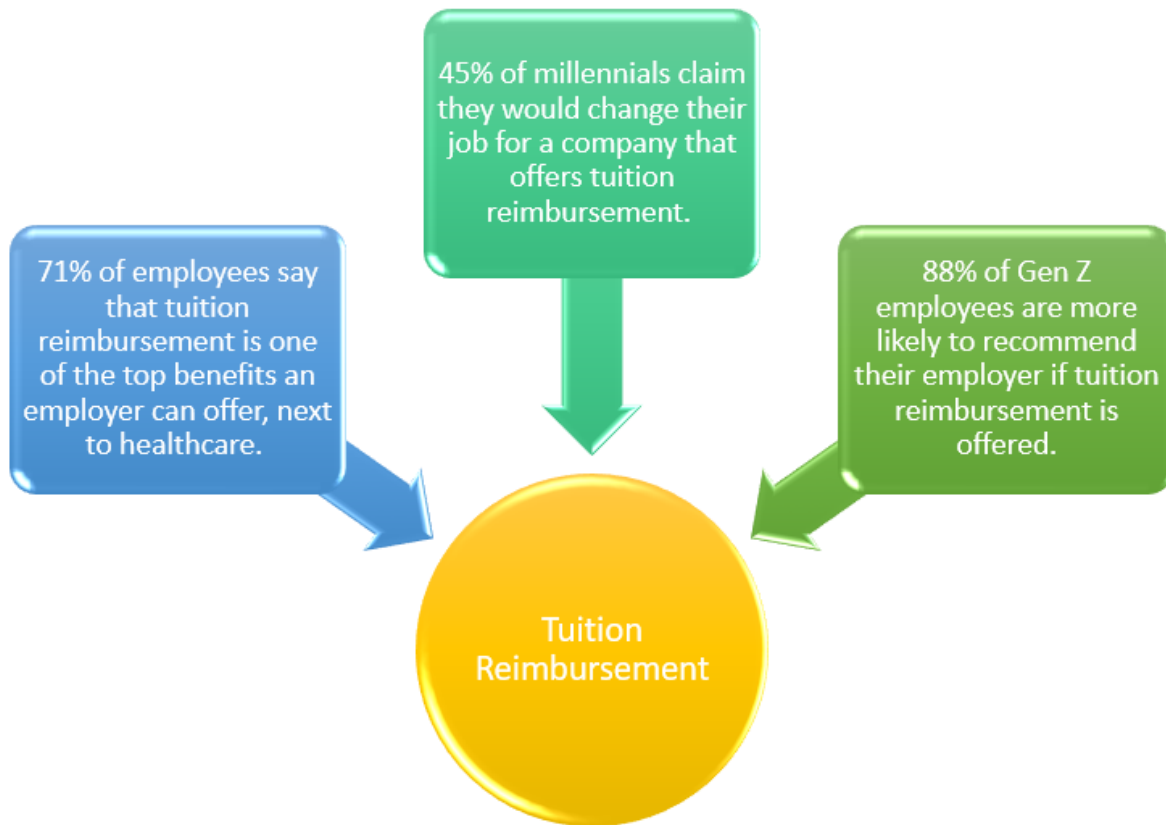 45% of millennials claim
they would change their
job for a company that
offers tuition
reimbursement.
71% of employees say
that tuition
reimbursement is one
of the top benefits an
employer can offer, next
to healthcare.
88% of Gen Z
employees are more
likely to recommend
their employer if tuition
reimbursement is
offered.
Tuition
Reimbursement